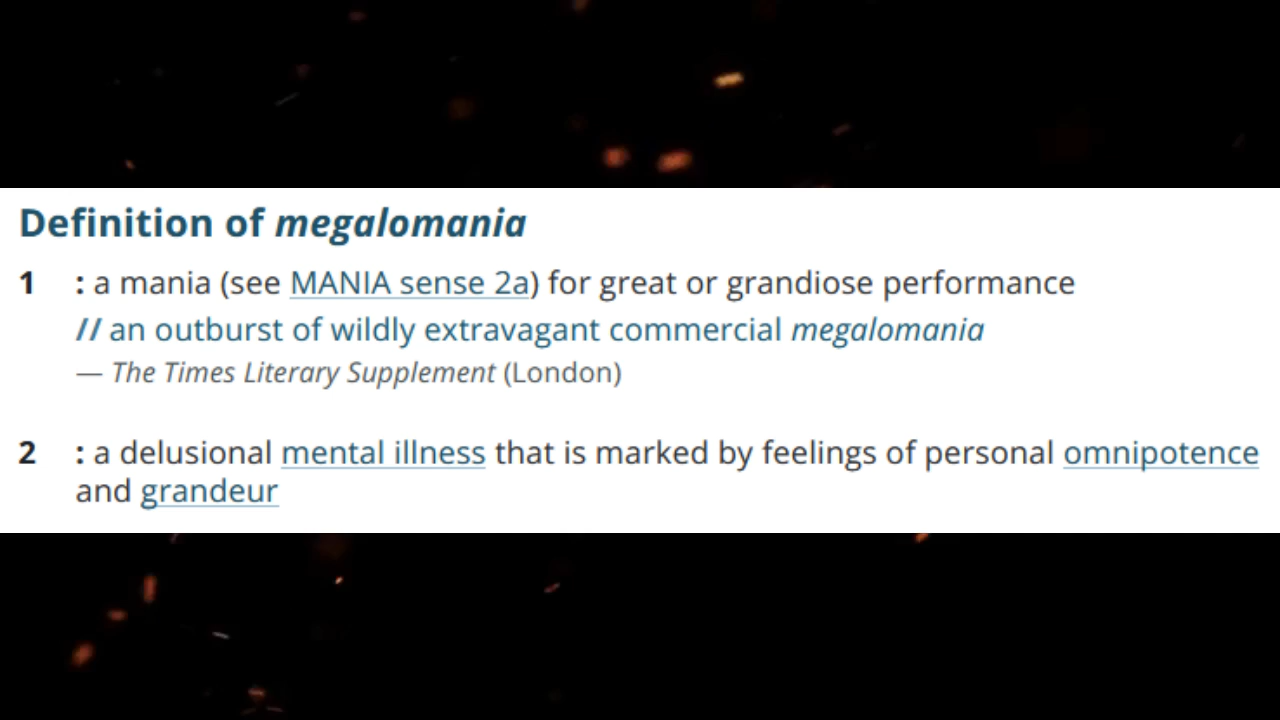 Definition of megalomania
1 : a mania (see MANIA sense 2a) for great or grandiose performance
// an outburst of wildly extravagant commercial megalomania
— The Times Literary Supplement (London)
2 : a delusional mental illness that is marked by feelings of personal omnipotence
and grandeur